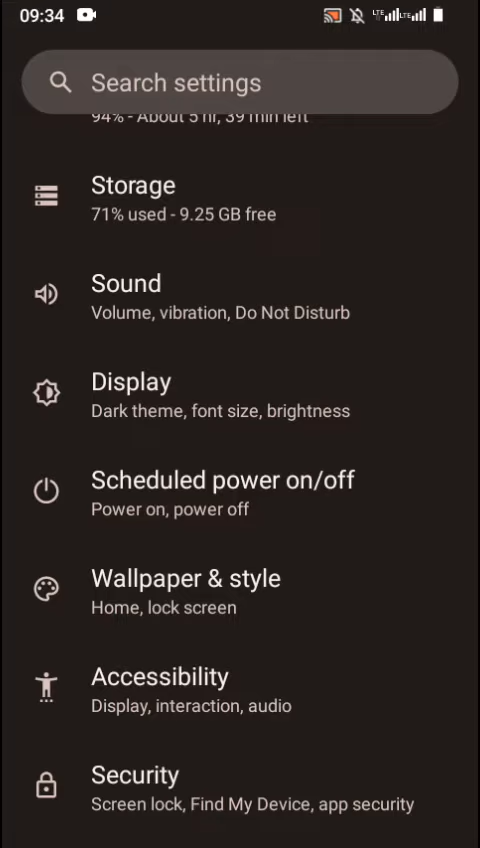 09:34
LTE LTE
Search settings
94% - About 5 hr, 39 min left
Storage
71% used - 9.25 GB free
Sound
Volume, vibration, Do Not Disturb
Display
Dark theme, font size, brightness
Scheduled power on/off
Power on, power off
Wallpaper & style
Home, lock screen
Accessibility
Display, interaction, audio
Security
Screen lock, Find My Device, app security